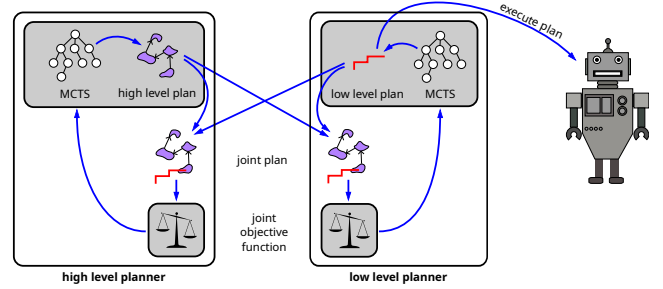 execute plan
MCTS
high level plan
low level plan
MCTS
joint plan
joint
objective
function
high level planner
low level planner